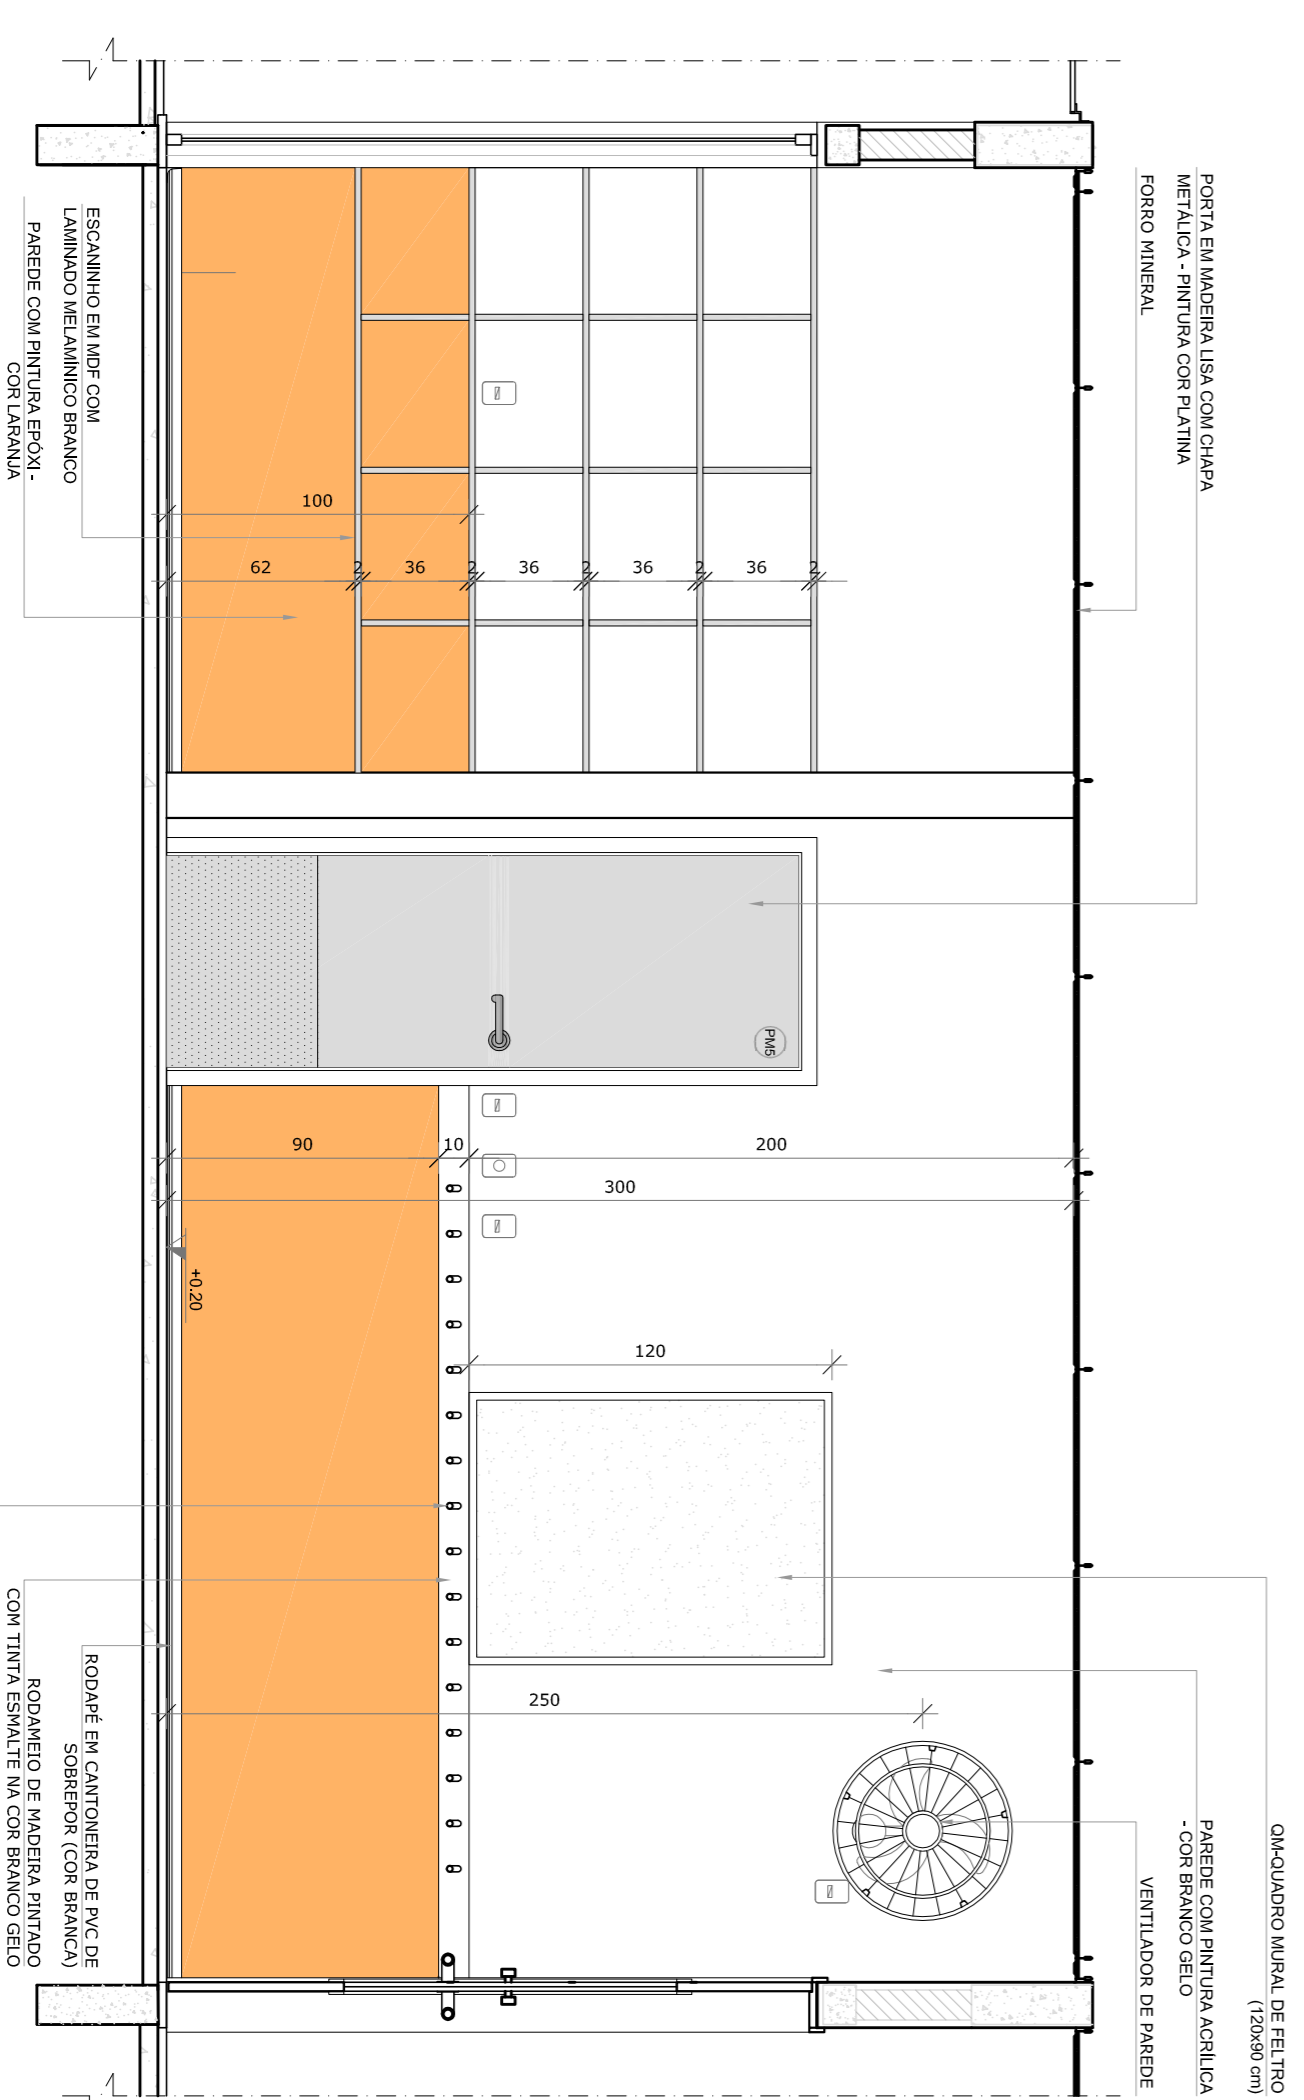 PORTA EM MADEIRA LISA COM CHAPA
METÁLICA - PINTURA COR PLATINA
FORRO MINERAL
QM-QUADRO MURAL DE FELTRO
(120x90 cm)
PAREDE COM PINTURA ACRÍLICA
- COR BRANCO GELO
VENTILADOR DE PAREDE
100
62
2
36
2
36
2
36
2
36
2
PM5
90
10
200
300
120
250
+0.20
ESCANINHO EM MDF COM
LAMINADO MELAMÍNICO BRANCO
PAREDE COM PINTURA EPÓXI -
COR LARANJA
RODAPÉ EM CANTONEIRA DE PVC DE
SOBREPOR (COR BRANCA)
RODAMEIO DE MADEIRA PINTADO
COM TINTA ESMALTE NA COR BRANCO GELO